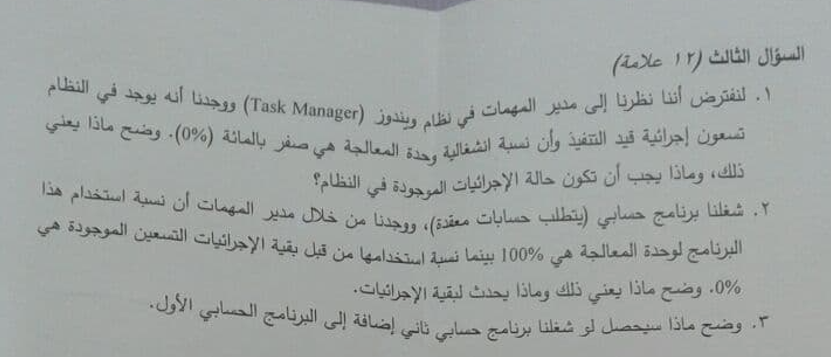 السؤال الثالث (١٢ علامة)
١. لنفترض أننا نظرنا إلى مدير المهمات في نظام ويندوز (Task Manager) ووجدنا أنه يوجد في النظام
تسعون إجرائية قيد التنفيذ وأن نسبة انشغالية وحدة المعالجة هي صفر بالمائة (0%). وضح ماذا يعني
ذلك، وماذا يجب أن تكون حالة الإجرائيات الموجودة في النظام؟
٢. شغلنا برنامج حسابي (يتطلب حسابات معقدة)، ووجدنا من خلال مدير المهمات أن نسبة استخدام هذا
البرنامج لوحدة المعالجة هي 100% بينما نسبة استخدامها من قبل بقية الإجرائيات التسعين الموجودة هي
0%. وضح ماذا يعني ذلك وماذا يحدث لبقية الإجرائيات.
٣. وضح ماذا سيحصل لو شغلنا برنامج حسابي ثاني إضافة إلى البرنامج الحسابي الأول.